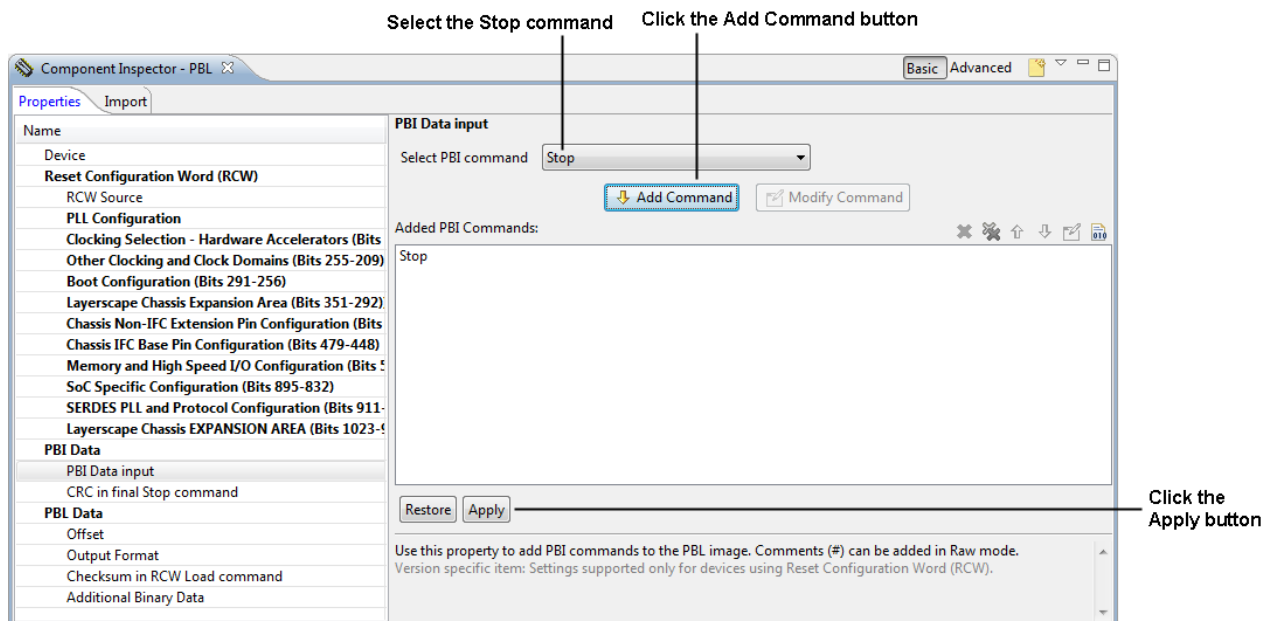 Select the Stop command
Click the Add Command button
Component Inspector - PBL
Basic
Advanced
Properties
Import
Name
Device
Reset Configuration Word (RCW)
RCW Source
PLL Configuration
Clocking Selection - Hardware Accelerators (Bits
Other Clocking and Clock Domains (Bits 255-209)
Boot Configuration (Bits 291-256)
Layerscape Chassis Expansion Area (Bits 351-292)
Chassis Non-IFC Extension Pin Configuration (Bits
Chassis IFC Base Pin Configuration (Bits 479-448)
Memory and High Speed I/O Configuration (Bits 5
SoC Specific Configuration (Bits 895-832)
SERDES PLL and Protocol Configuration (Bits 911-
Layerscape Chassis EXPANSION AREA (Bits 1023-9
PBI Data
PBI Data input
CRC in final Stop command
PBL Data
Offset
Output Format
Checksum in RCW Load command
Additional Binary Data
PBI Data input
Select PBI command
Stop
Add Command
Modify Command
Added PBI Commands:
010
Stop
Restore
Apply
Click the
Apply button
Use this property to add PBI commands to the PBL image. Comments (#) can be added in Raw mode.
Version specific item: Settings supported only for devices using Reset Configuration Word (RCW).